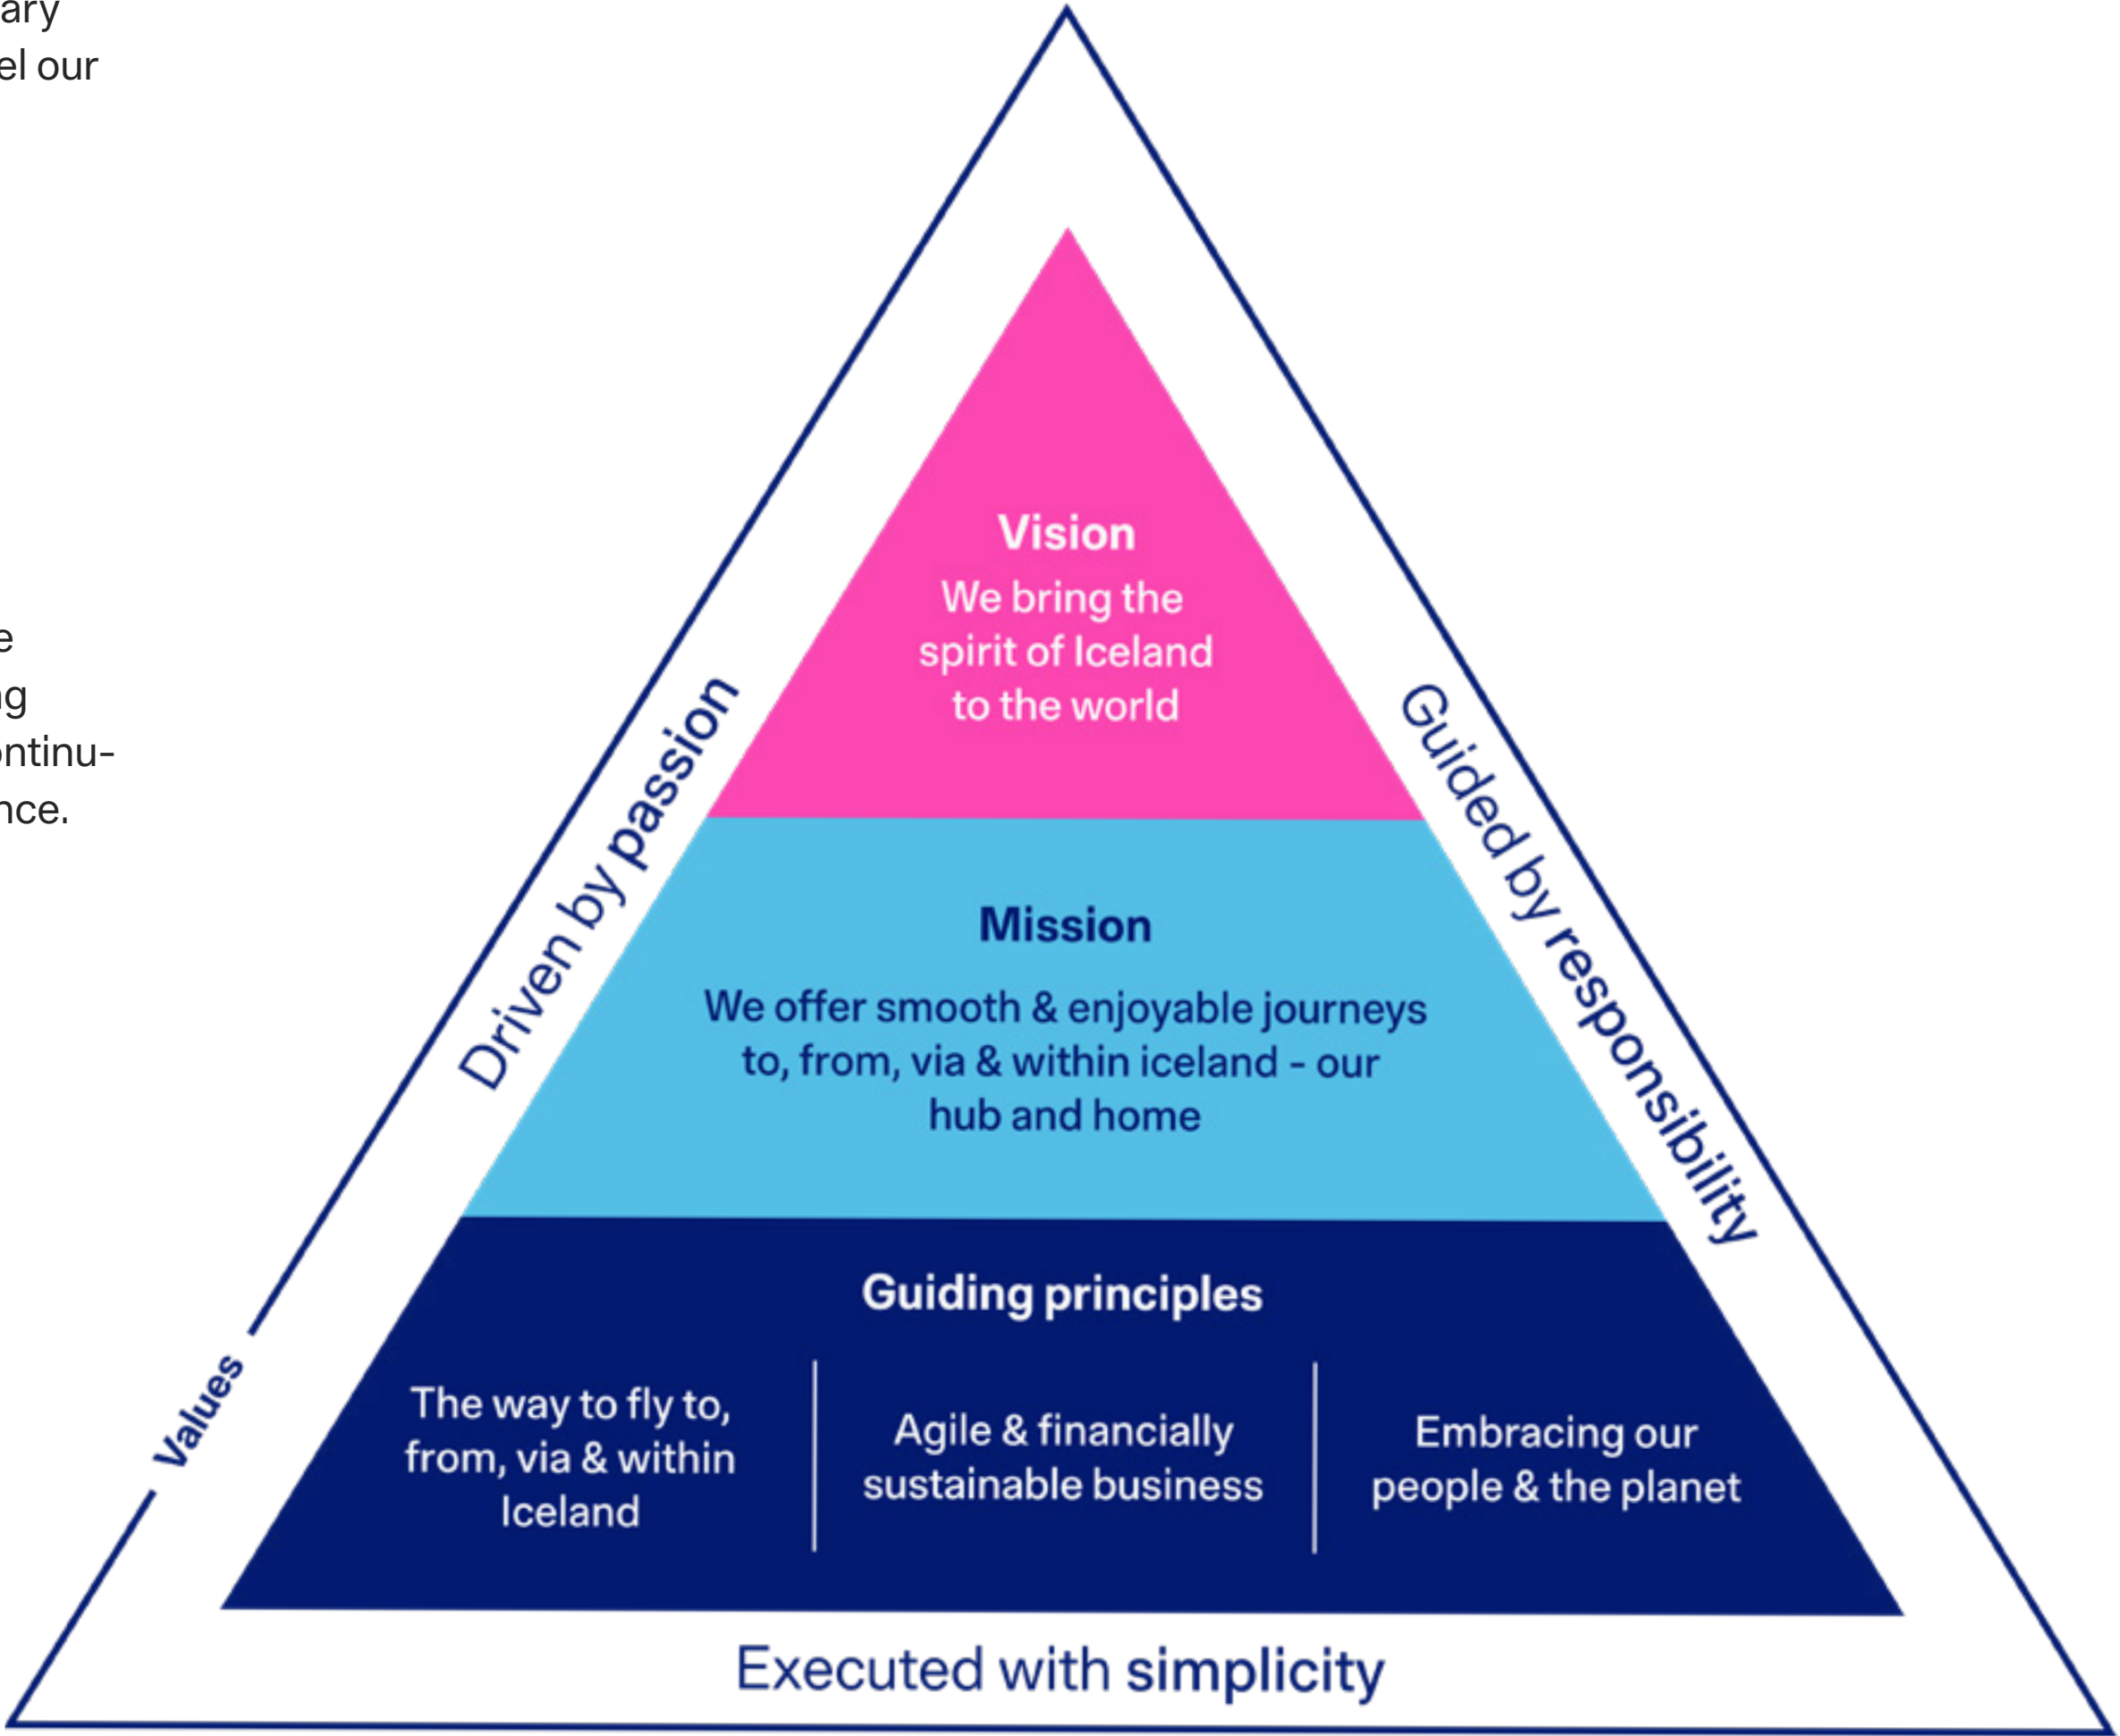 ary
el our
e
ng
ontinu-
nce.
Vision
We bring the
spirit of Iceland
to the world
Driven by passion
Guided by responsibility
Mission
We offer smooth & enjoyable journeys
to, from, via & within iceland - our
hub and home
Guiding principles
The way to fly to,
from, via & within
Iceland
Agile & financially
sustainable business
Embracing our
people & the planet
Values
Executed with simplicity